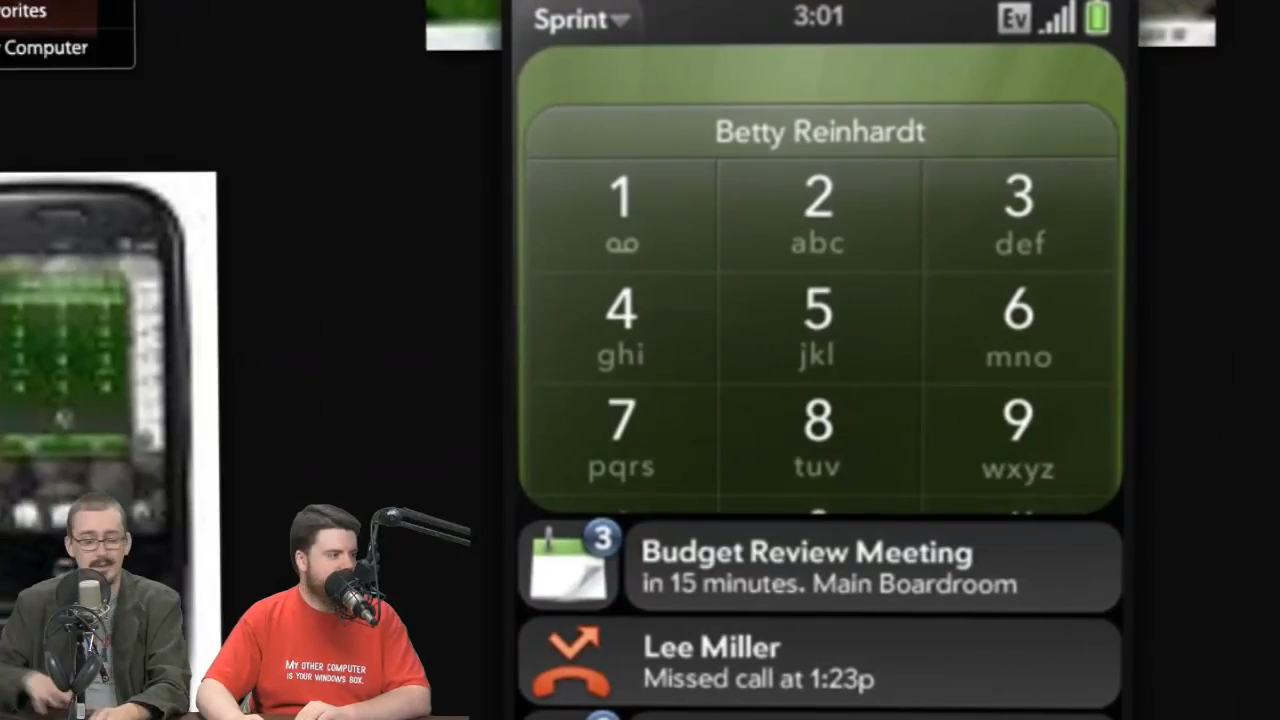 orites
Computer
Sprint
3:01
Ev
Betty Reinhardt
1
2
3
abc
def
4
5
6
ghi
jkl
mno
7
8
9
pqrs
tuv
wxyz
3
Budget Review Meeting
in 15 minutes. Main Boardroom
Lee Miller
Missed call at 1:23p
MY OTHER COMPUTER
IS YOUR WINDOWS BOX.